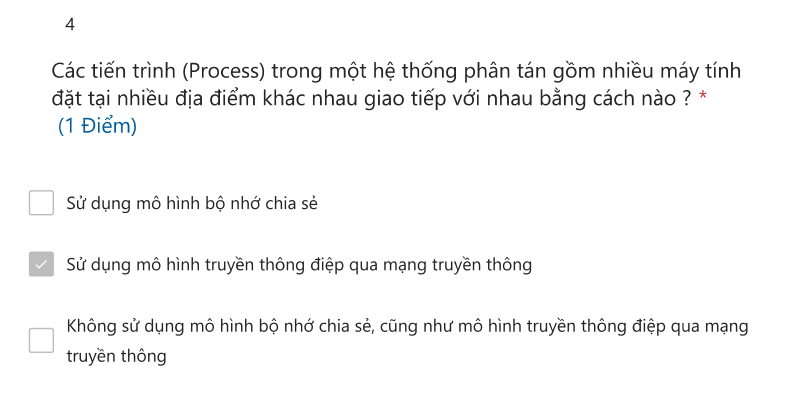 4
Các tiến trình (Process) trong một hệ thống phân tán gồm nhiều máy tính
đặt tại nhiều địa điểm khác nhau giao tiếp với nhau bằng cách nào ? *
(1 Điểm)
Sử dụng mô hình bộ nhớ chia sẻ
Sử dụng mô hình truyền thông điệp qua mạng truyền thông
Không sử dụng mô hình bộ nhớ chia sẻ, cũng như mô hình truyền thông điệp qua mạng
truyền thông